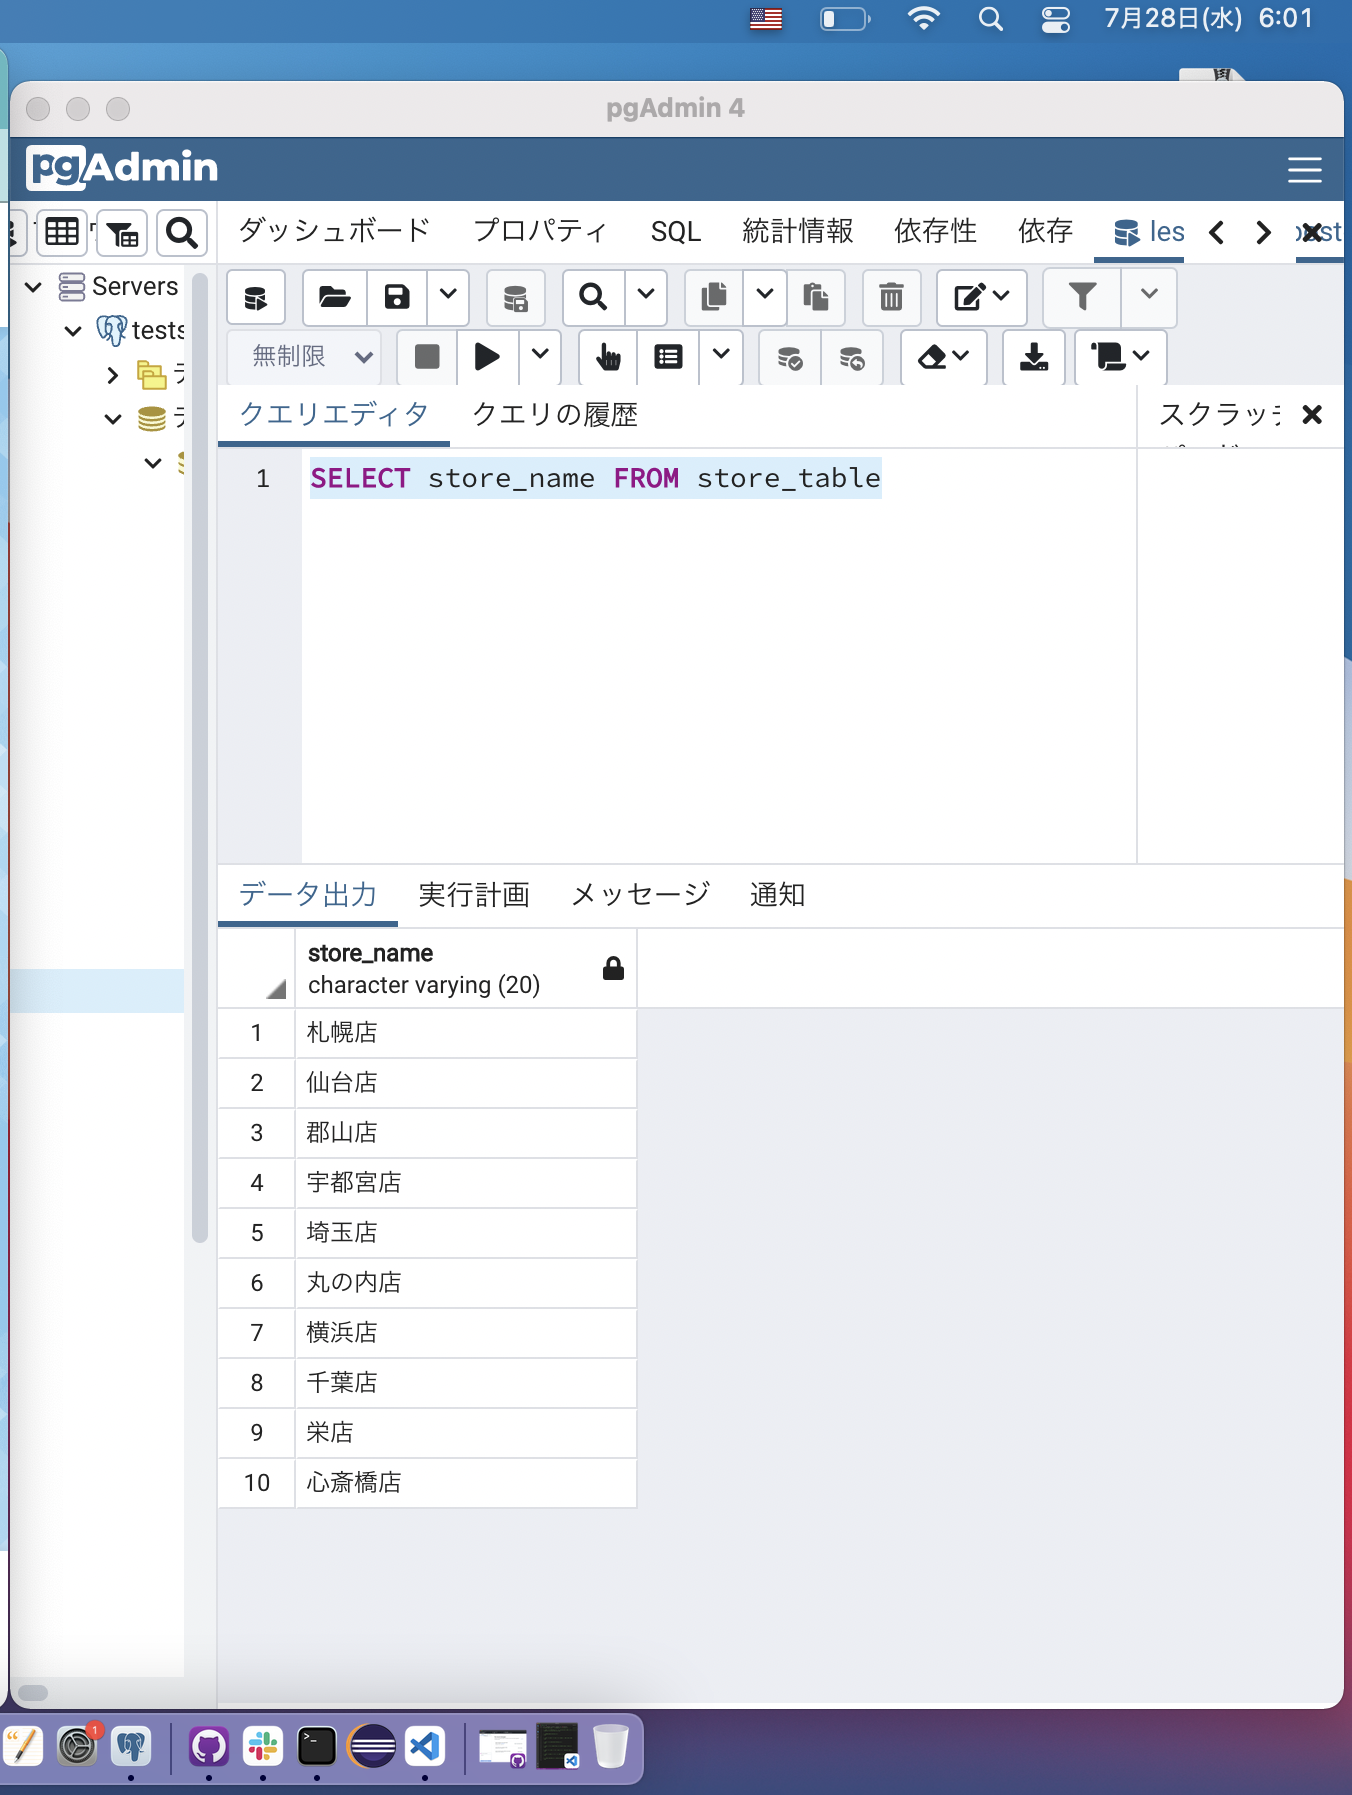 7月28日(水) 6:01
pgAdmin 4
pgAdmin
ダッシュボード プロパティ SQL 統計情報 依存性 依存 les
Servers
無制限
クエリエディタ クエリの履歴
1 SELECT store_name FROM store_table
データ出力 実行計画 メッセージ 通知
store_name
character varying (20)
1 札幌店
2 仙台店
3 郡山店
4 宇都宮店
5 埼玉店
6 丸の内店
7 横浜店
8 千葉店
9 栄店
10 心斎橋店
1